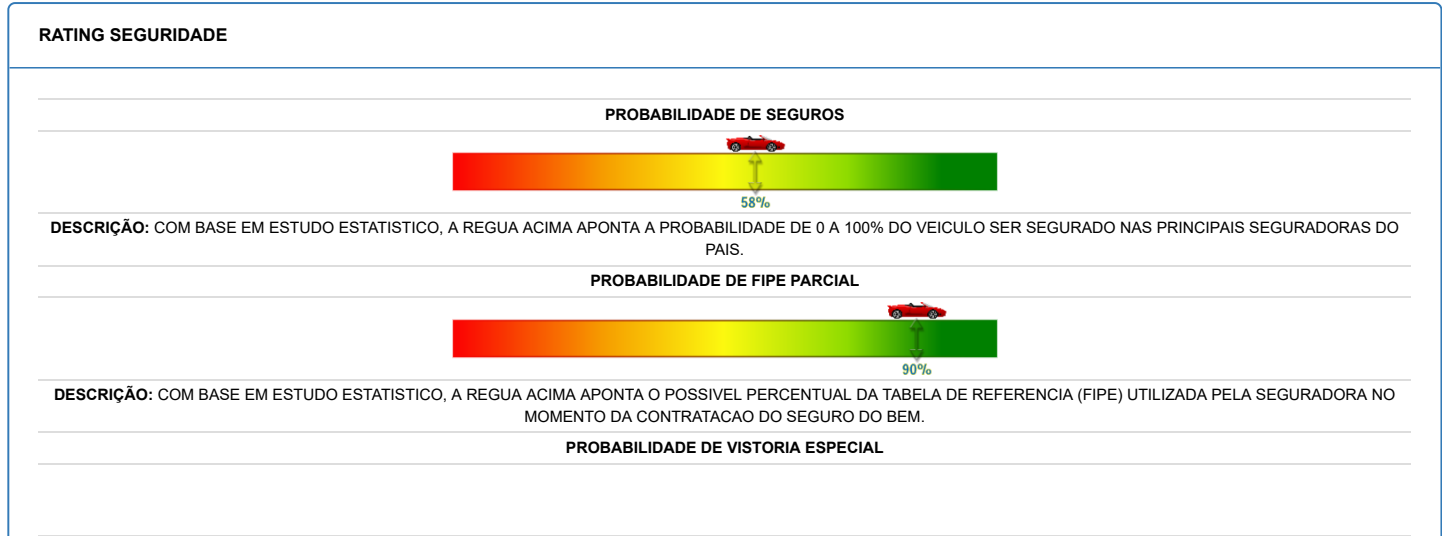 RATING SEGURIDADE
PROBABILIDADE DE SEGUROS
58%
DESCRIÇÃO: COM BASE EM ESTUDO ESTATISTICO, A REGUA ACIMA APONTA A PROBABILIDADE DE 0 A 100% DO VEICULO SER SEGURADO NAS PRINCIPAIS SEGURADORAS DO
PAIS.
PROBABILIDADE DE FIPE PARCIAL
90%
DESCRIÇÃO: COM BASE EM ESTUDO ESTATISTICO, A REGUA ACIMA APONTA O POSSIVEL PERCENTUAL DA TABELA DE REFERENCIA (FIPE) UTILIZADA PELA SEGURADORA NO
MOMENTO DA CONTRATACAO DO SEGURO DO BEM.
PROBABILIDADE DE VISTORIA ESPECIAL